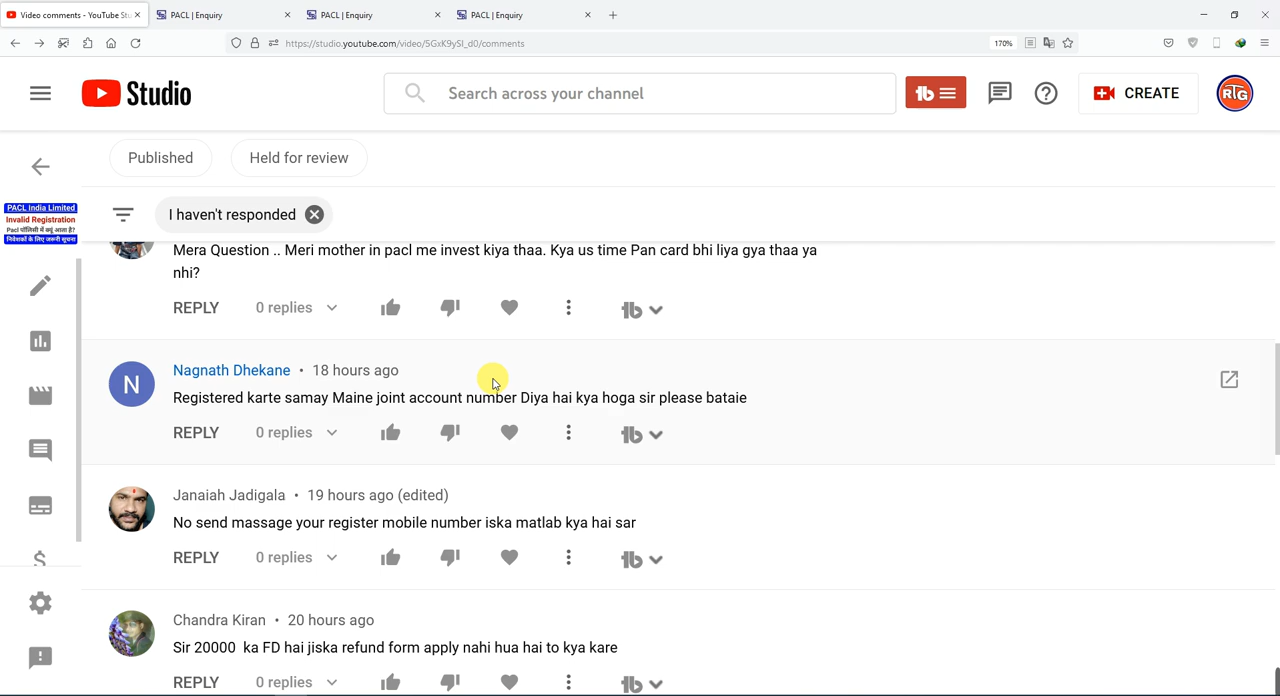 Video comments - YouTube Stu
PACL | Enquiry
PACL | Enquiry
PACL | Enquiry
https://studio.youtube.com/video/5GxK9ySI_d0/comments
170%
Studio
Search across your channel
CREATE
RTG
Published
Held for review
PACL India Limited
Invalid Registration
Pacl पॉलिसी में क्यूं आता है?
निवेशकों के लिए जरूरी सूचना
I haven't responded
Mera Question .. Meri mother in pacl me invest kiya thaa. Kya us time Pan card bhi liya gya thaa ya
nhi?
REPLY 0 replies
N
Nagnath Dhekane • 18 hours ago
Registered karte samay Maine joint account number Diya hai kya hoga sir please bataie
REPLY 0 replies
Janaiah Jadigala • 19 hours ago (edited)
No send massage your register mobile number iska matlab kya hai sar
REPLY 0 replies
Chandra Kiran • 20 hours ago
Sir 20000 ka FD hai jiska refund form apply nahi hua hai to kya kare
REPLY 0 replies